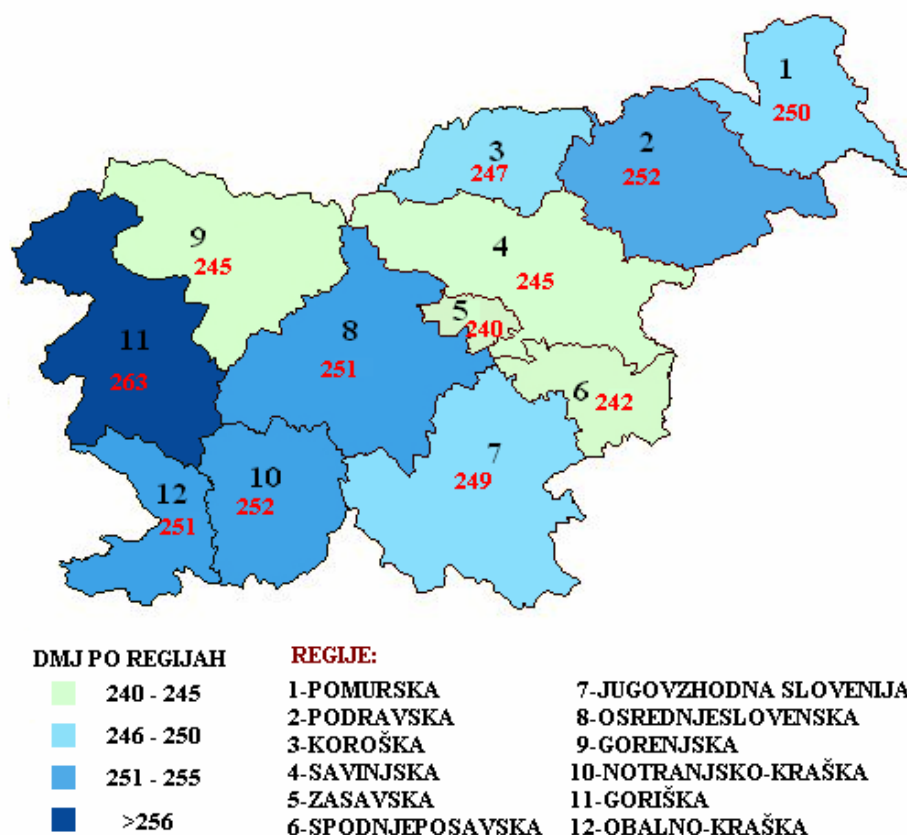 1
250
2
252
3
247
9
245
4
245
5
240
8
251
11
263
6
242
7
249
10
252
12
251
DMJ PO REGIJAH
240 - 245
246 - 250
251 - 255
>256
REGIJE:
1-POMURSKA
2-PODRAVSKA
3-KOROŠKA
4-SAVINJSKA
5-ZASAVSKA
6-SPODNJEPOSAVSKA
7-JUGOVZHODNA SLOVENIJA
8-OSREDNJESLOVENSKA
9-GORENJSKA
10-NOTRANJSKO-KRAŠKA
11-GORIŠKA
12-OBALNO-KRAŠKA